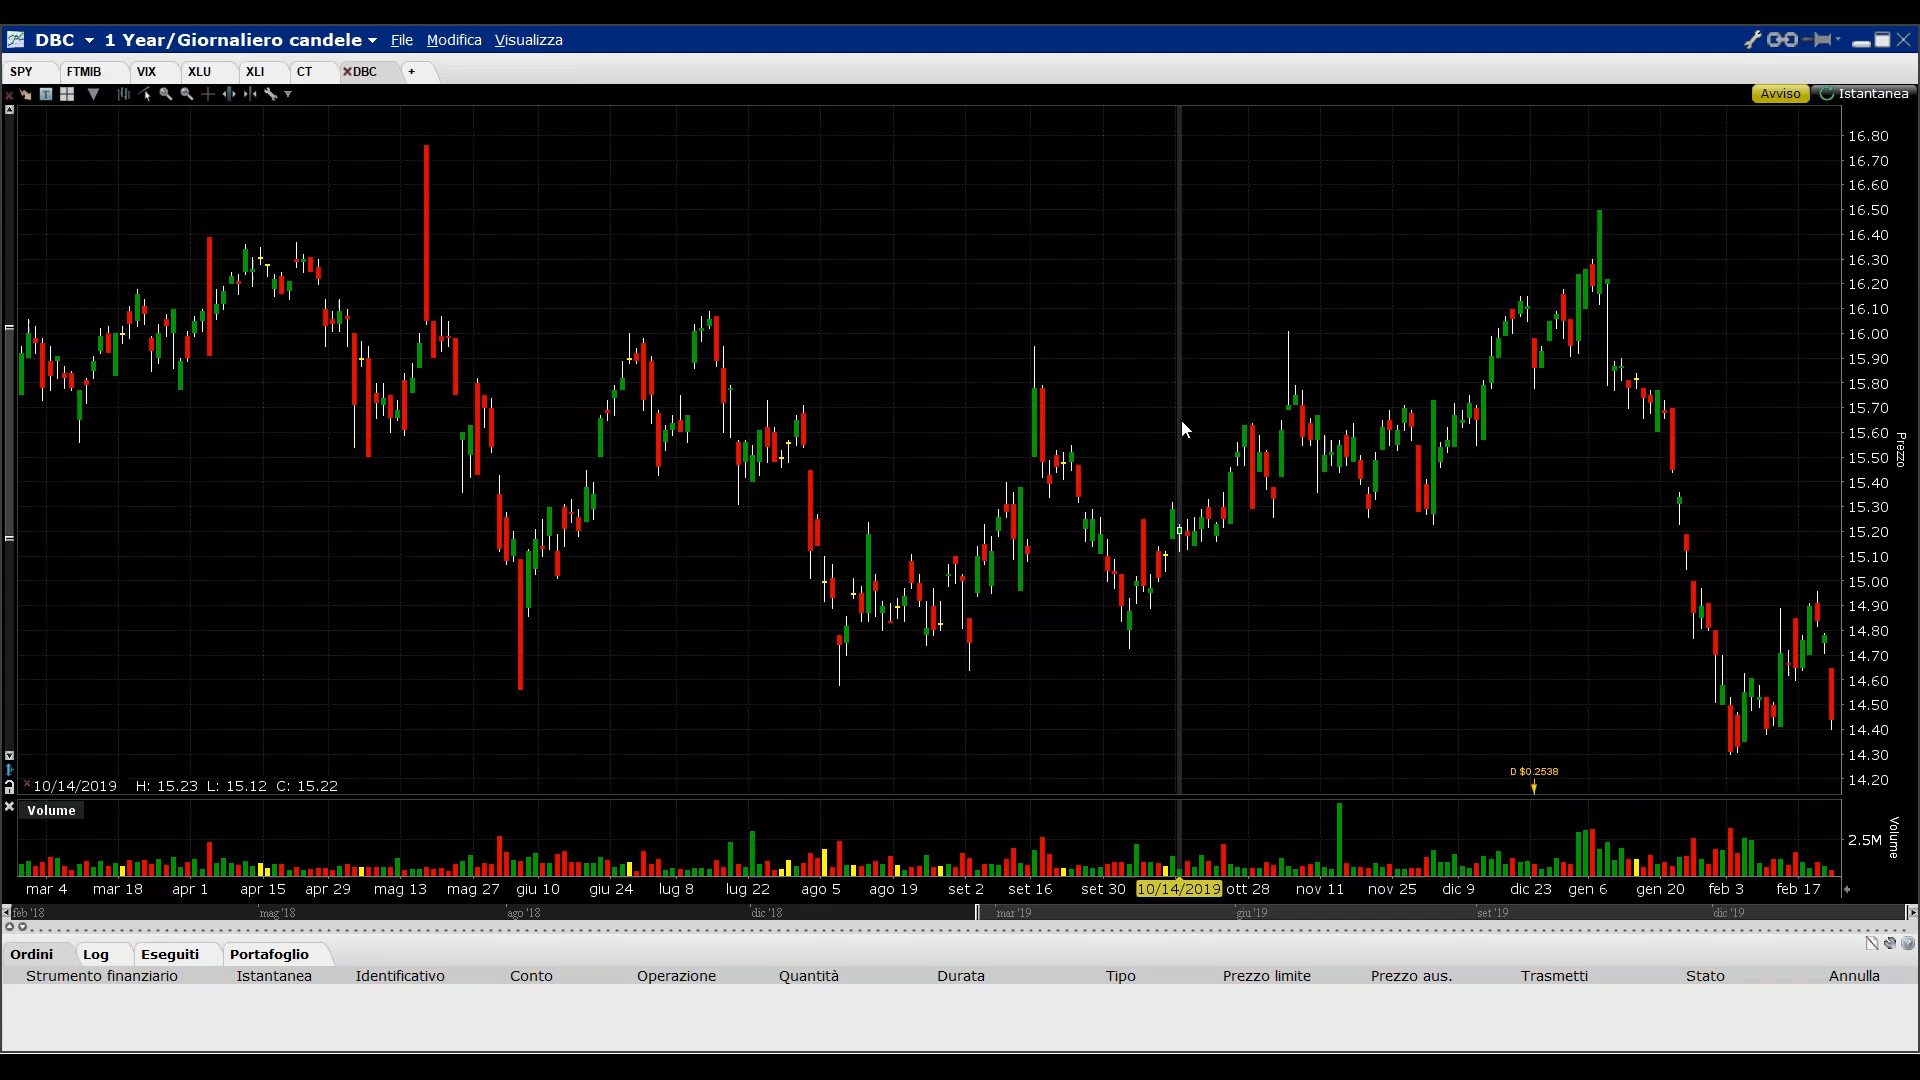 DBC 1 Year/Giornaliero candele File Modifica Visualizza
SPY FTMIB VIX XLU XLI CT DBC +
Avviso Istantanea
16.80
16.70
16.60
16.50
16.40
16.30
16.20
16.10
16.00
15.90
15.80
15.70
15.60
15.50
15.40
15.30
15.20
15.10
15.00
14.90
14.80
14.70
14.60
14.50
14.40
14.30
14.20
Prezzo
D $0.2538
10/14/2019 H: 15.23 L: 15.12 C: 15.22
Volume
2.5M
Volume
mar 4 mar 18 apr 1 apr 15 apr 29 mag 13 mag 27 giu 10 giu 24 lug 8 lug 22 ago 5 ago 19 set 2 set 16 set 30 10/14/2019 ott 28 nov 11 nov 25 dic 9 dic 23 gen 6 gen 20 feb 3 feb 17
feb '18 mag '18 ago '18 dic '18 mar '19 giu '19 set '19 dic '19
Ordini Log Eseguiti Portafoglio
Strumento finanziario Istantanea Identificativo Conto Operazione Quantità Durata Tipo Prezzo limite Prezzo aus. Trasmetti Stato Annulla